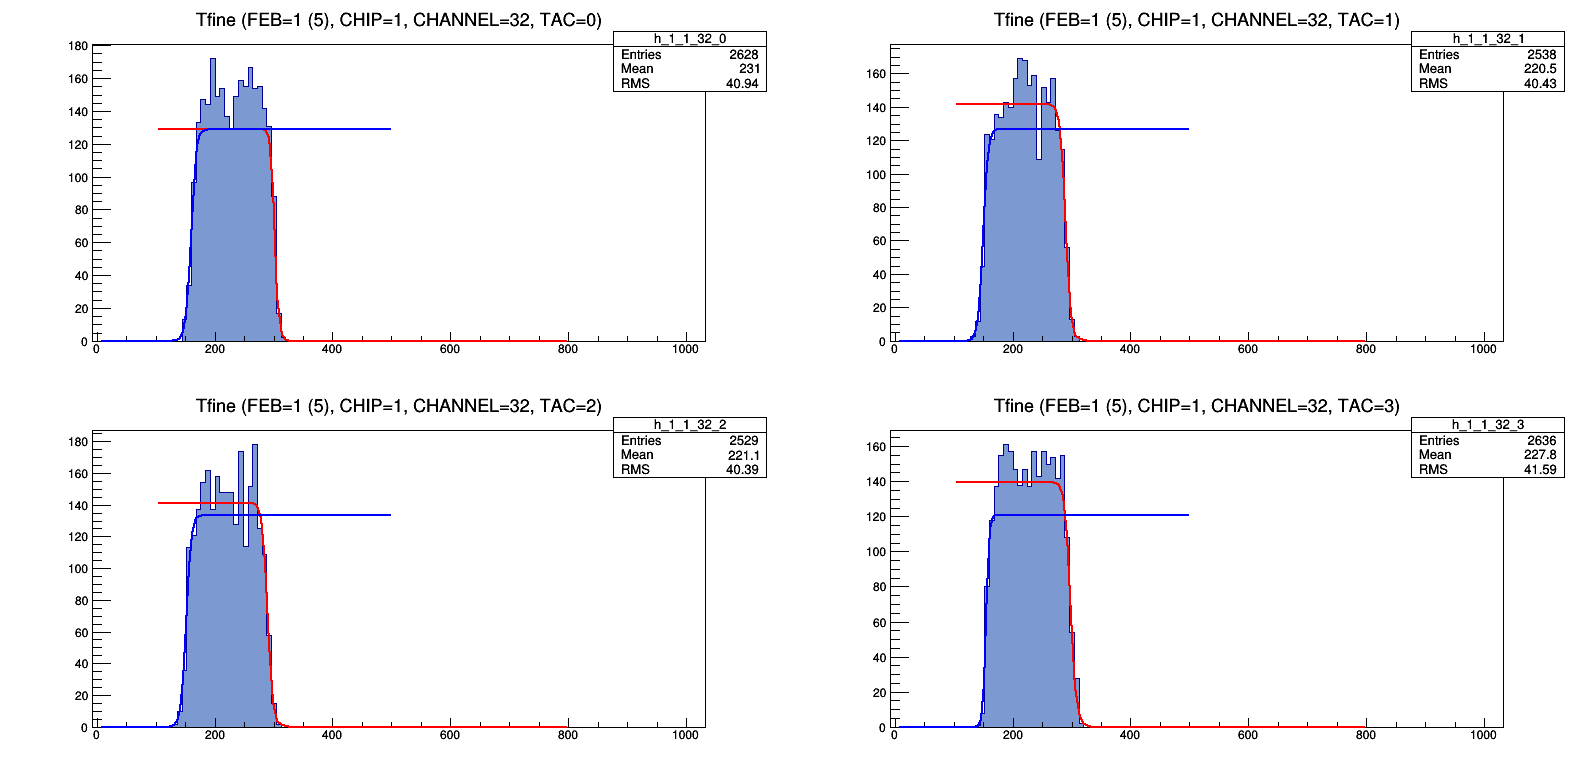 Tfine (FEB=1 (5), CHIP=1, CHANNEL=32, TAC=0)
h_1_1_32_0
Entries 2628
Mean 231
RMS 40.94
180
160
140
120
100
80
60
40
20
0
0 200 400 600 800 1000
Tfine (FEB=1 (5), CHIP=1, CHANNEL=32, TAC=1)
h_1_1_32_1
Entries 2538
Mean 220.5
RMS 40.43
160
140
120
100
80
60
40
20
0
0 200 400 600 800 1000
Tfine (FEB=1 (5), CHIP=1, CHANNEL=32, TAC=2)
h_1_1_32_2
Entries 2529
Mean 221.1
RMS 40.39
180
160
140
120
100
80
60
40
20
0
0 200 400 600 800 1000
Tfine (FEB=1 (5), CHIP=1, CHANNEL=32, TAC=3)
h_1_1_32_3
Entries 2636
Mean 227.8
RMS 41.59
160
140
120
100
80
60
40
20
0
0 200 400 600 800 1000